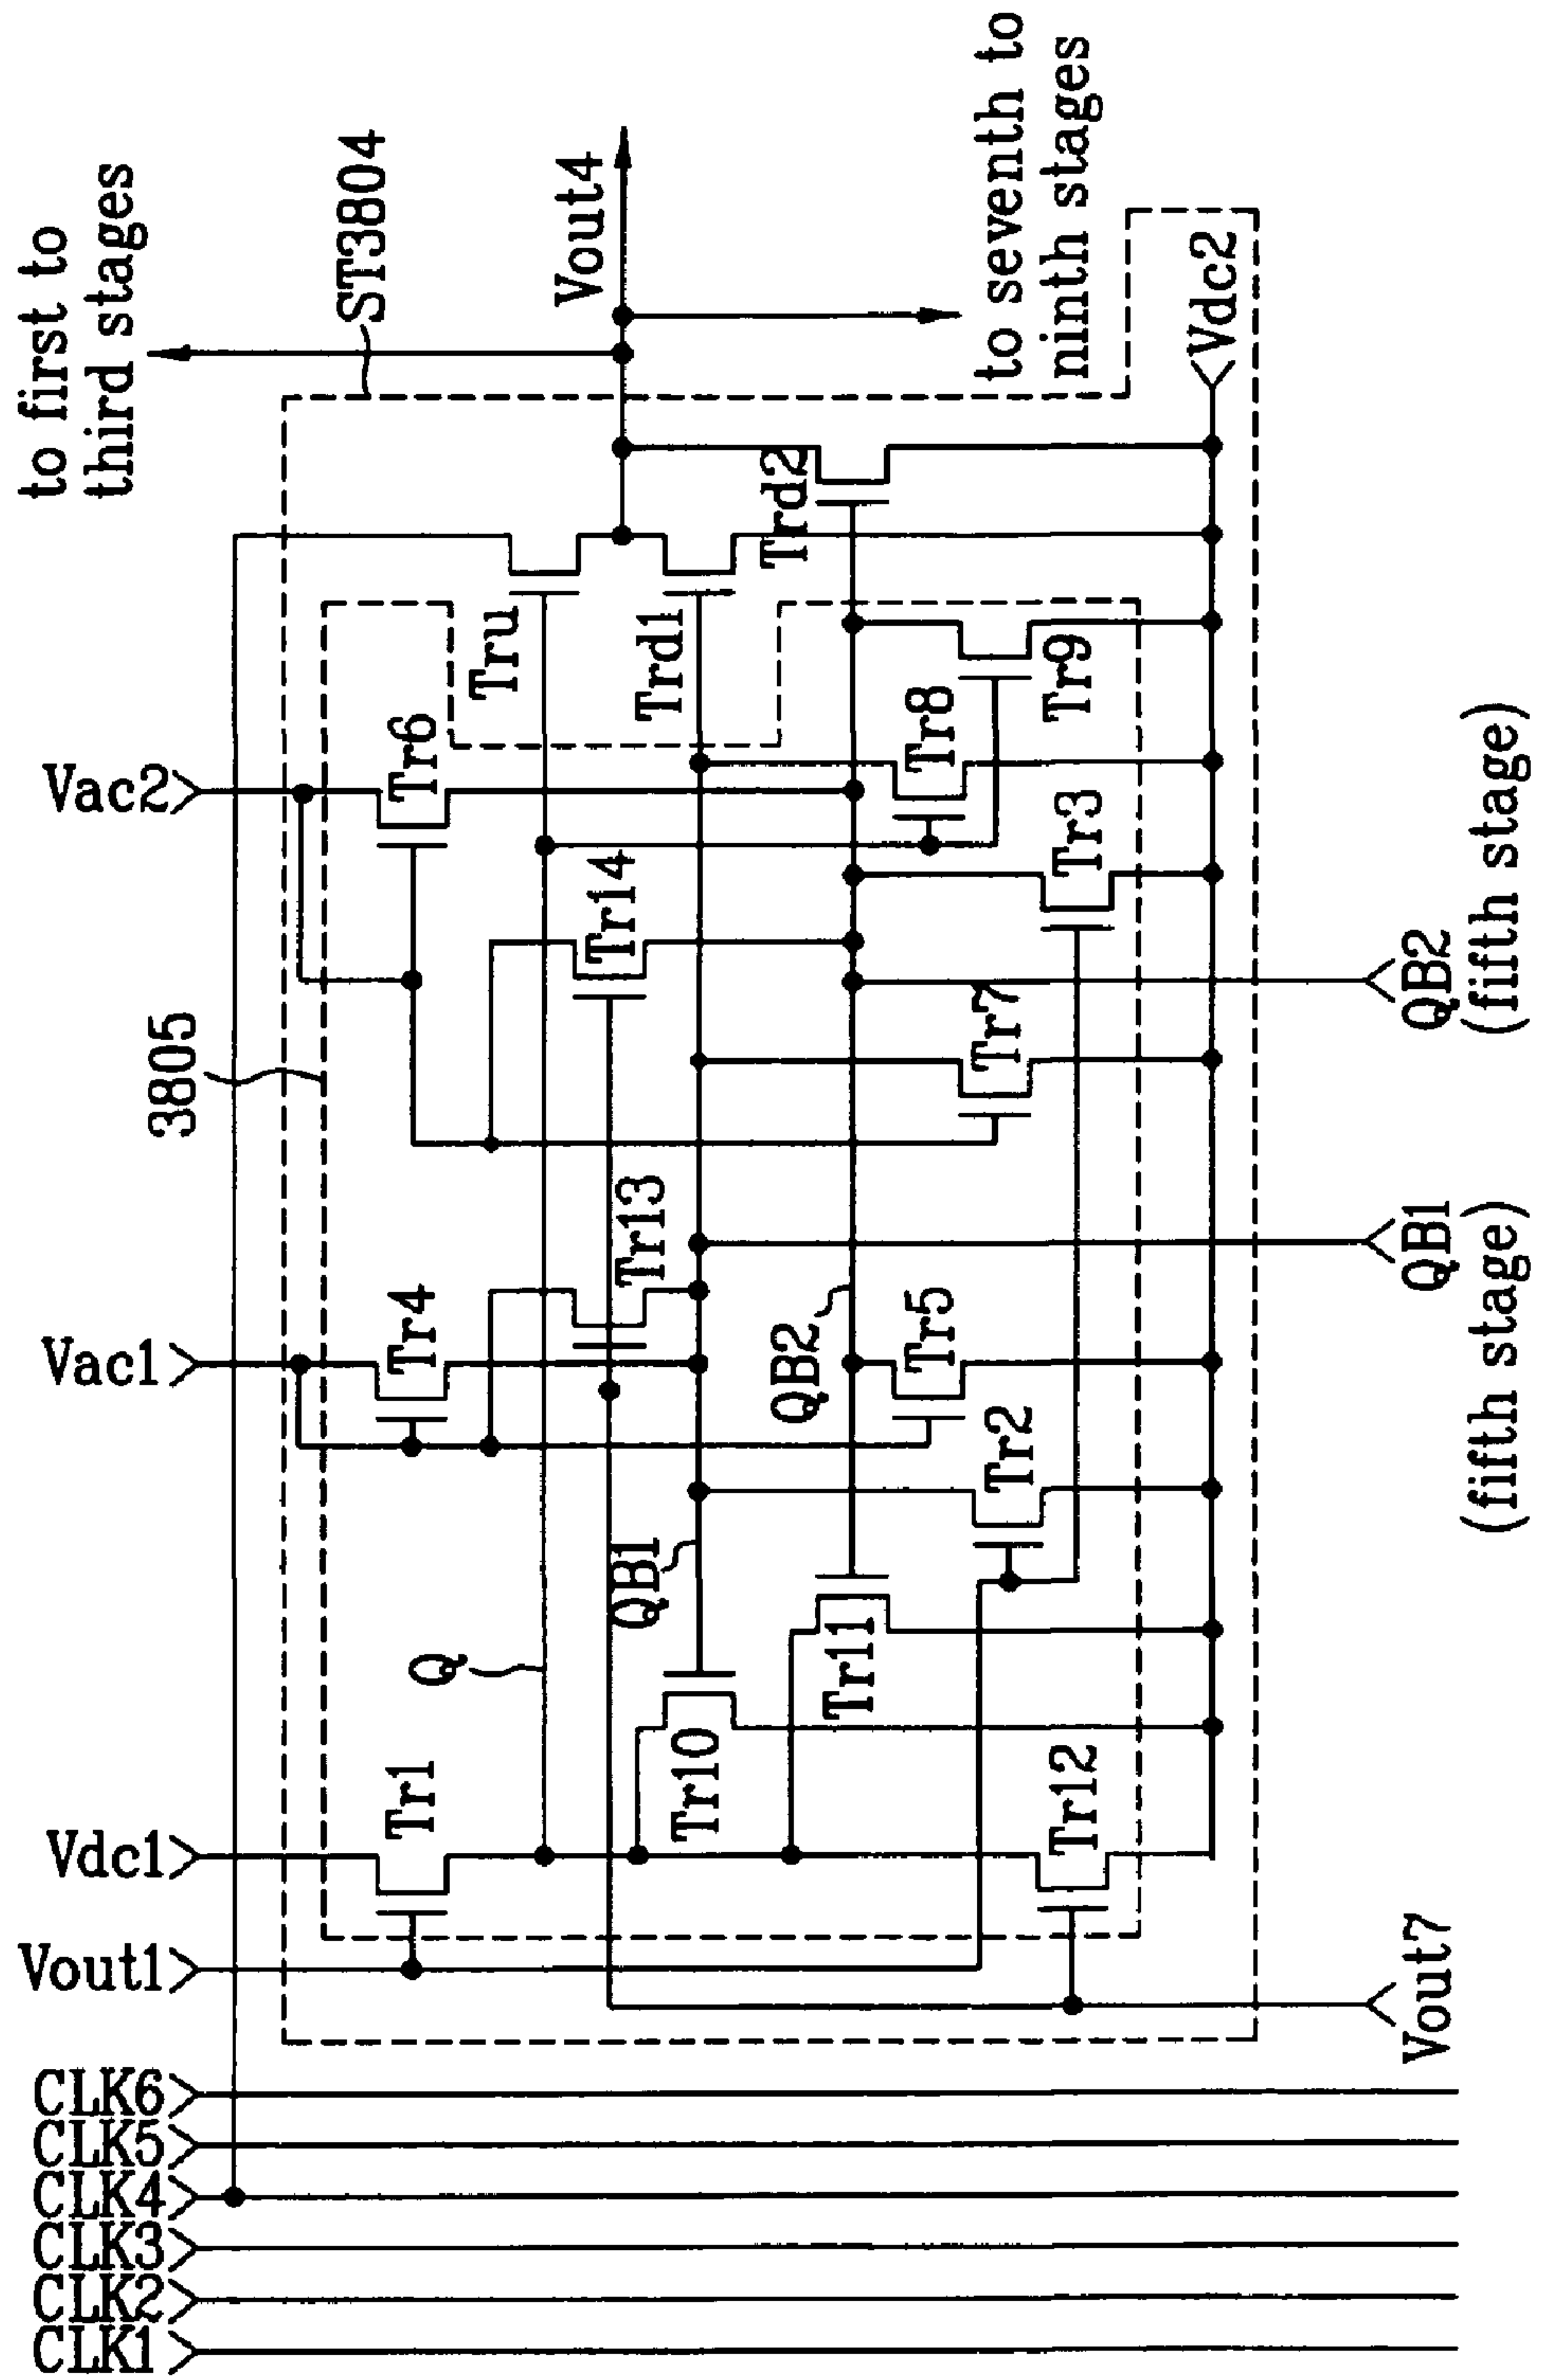 CLK1
CLK2
CLK3
CLK4
CLK5
CLK6
Vout1
Vdc1
Vac1
Vac2
3805
to first to
third stages
ST3804
Tr1
Tr4
Tr6
Q
Tr13
Tr14
Tru
Vout4
QB1
Tr10
Trd1
QB2
Trd2
Tr11
Tr5
Tr8
Tr2
Tr7
Tr9
Tr3
Tr12
to seventh to
ninth stages
Vdc2
Vout7
QB1
(fifth stage)
QB2
(fifth stage)